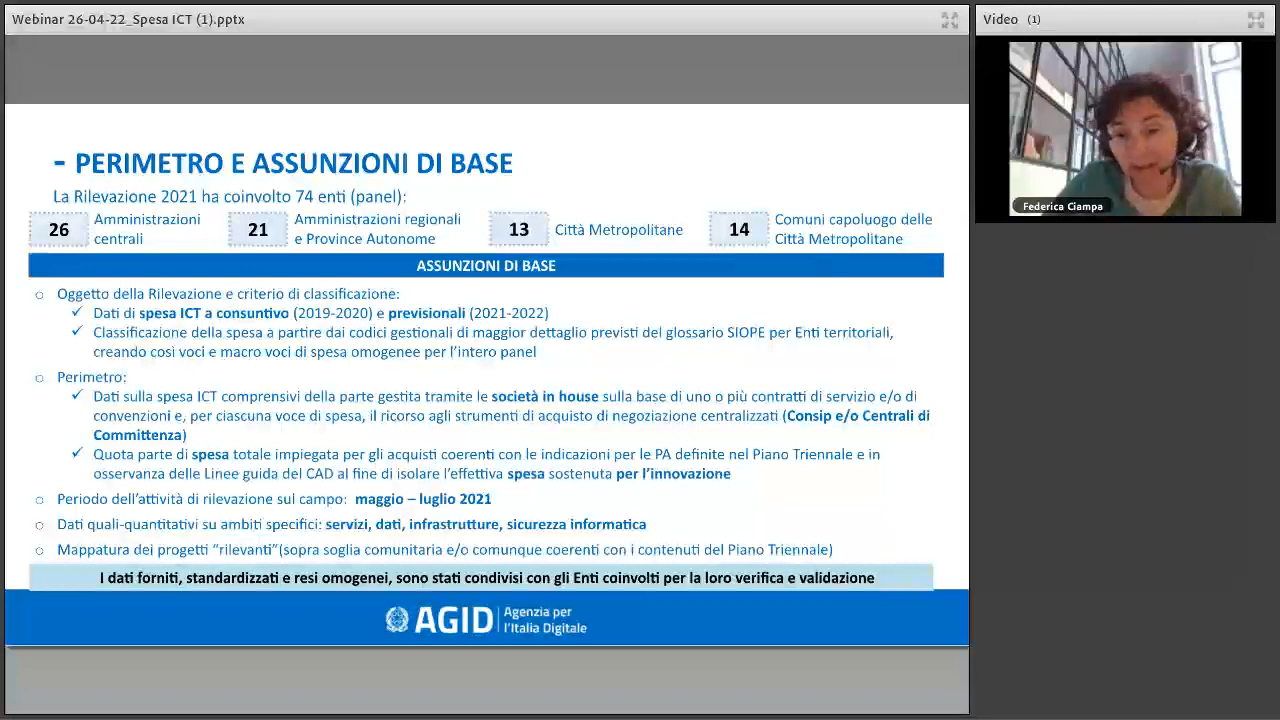 Webinar 26-04-22_Spesa ICT (1).pptx
Video (1)
Federica Ciampa
- PERIMETRO E ASSUNZIONI DI BASE
La Rilevazione 2021 ha coinvolto 74 enti (panel):
26 Amministrazioni centrali
21 Amministrazioni regionali e Province Autonome
13 Città Metropolitane
14 Comuni capoluogo delle Città Metropolitane
ASSUNZIONI DI BASE
○ Oggetto della Rilevazione e criterio di classificazione:
✓ Dati di spesa ICT a consuntivo (2019-2020) e previsionali (2021-2022)
✓ Classificazione della spesa a partire dai codici gestionali di maggior dettaglio previsti del glossario SIOPE per Enti territoriali,
creando così voci e macro voci di spesa omogenee per l'intero panel
○ Perimetro:
✓ Dati sulla spesa ICT comprensivi della parte gestita tramite le società in house sulla base di uno o più contratti di servizio e/o di
convenzioni e, per ciascuna voce di spesa, il ricorso agli strumenti di acquisto di negoziazione centralizzati (Consip e/o Centrali di
Committenza)
✓ Quota parte di spesa totale impiegata per gli acquisti coerenti con le indicazioni per le PA definite nel Piano Triennale e in
osservanza delle Linee guida del CAD al fine di isolare l'effettiva spesa sostenuta per l'innovazione
○ Periodo dell'attività di rilevazione sul campo: maggio – luglio 2021
○ Dati quali-quantitativi su ambiti specifici: servizi, dati, infrastrutture, sicurezza informatica
○ Mappatura dei progetti "rilevanti"(sopra soglia comunitaria e/o comunque coerenti con i contenuti del Piano Triennale)
I dati forniti, standardizzati e resi omogenei, sono stati condivisi con gli Enti coinvolti per la loro verifica e validazione
AGID Agenzia per
l'Italia Digitale